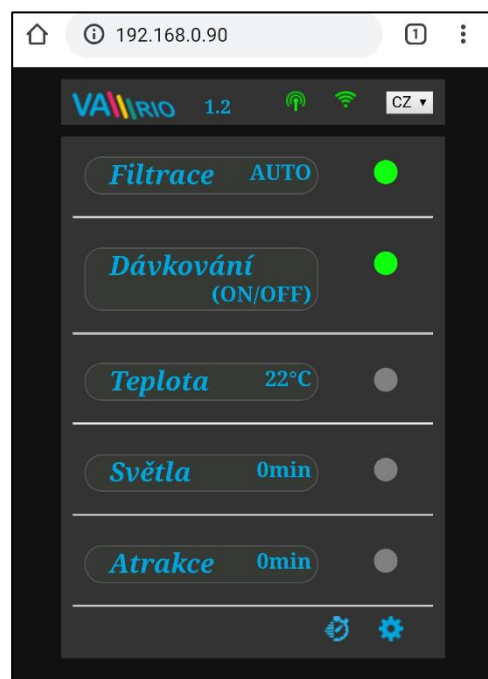 192.168.0.90 1
VA\\\RIO 1.2 CZ
Filtrace AUTO
Dávkování
(ON/OFF)
Teplota 22°C
Světla 0min
Atrakce 0min